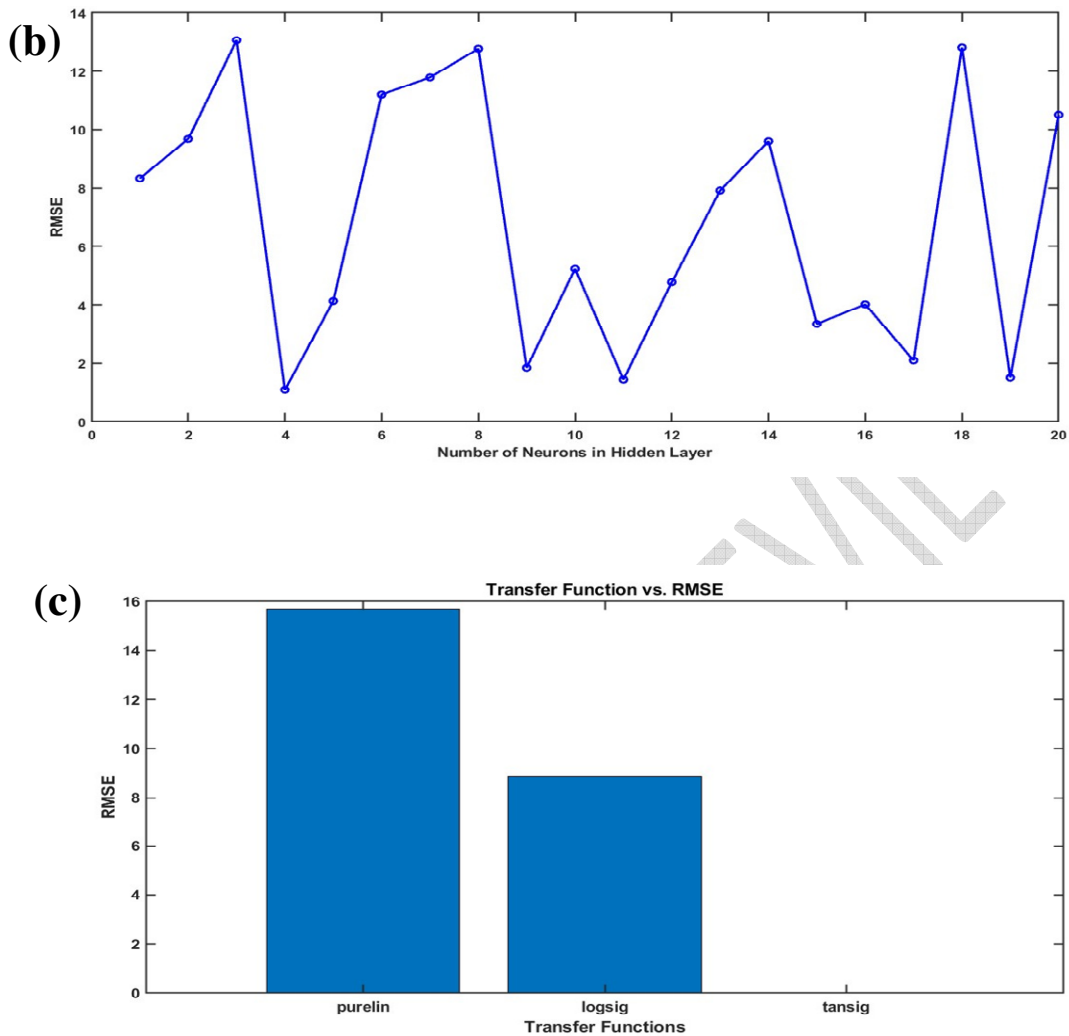 (b)
14
12
10
8
6
4
2
0
RMSE
0 2 4 6 8 10 12 14 16 18 20
Number of Neurons in Hidden Layer
(c)
Transfer Function vs. RMSE
16
14
12
10
8
6
4
2
0
RMSE
purelin logsig tansig
Transfer Functions